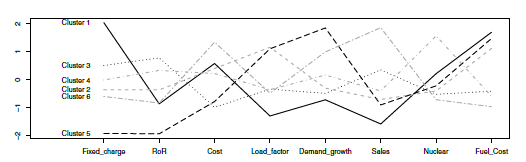 2
1
0
−1
−2
Cluster 1
Cluster 3
Cluster 4
Cluster 2
Cluster 6
Cluster 5
Fixed_charge RoR Cost Load_factor Demand_growth Sales Nuclear Fuel_Cost